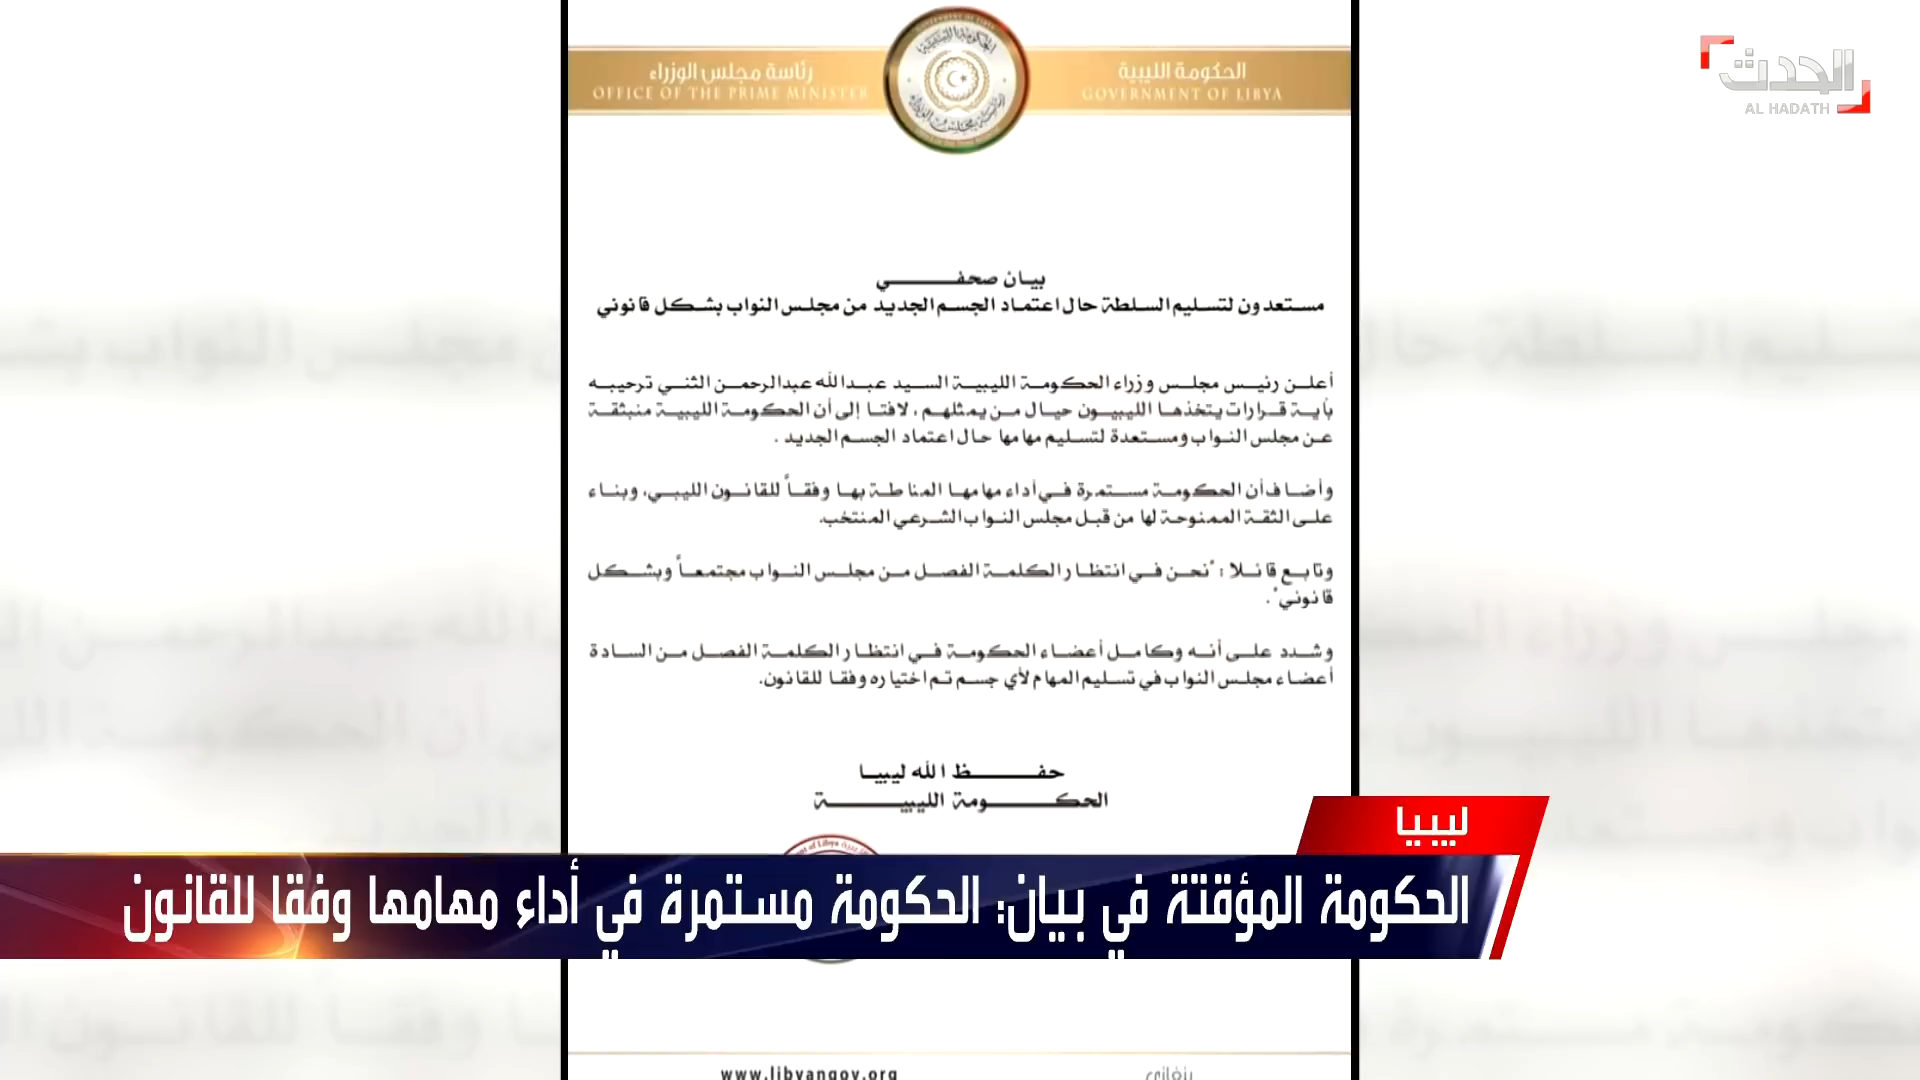 الحدث
AL HADATH
الحكومة الليبية
رئاسة مجلس الوزراء
GOVERNMENT OF LIBYA
OFFICE OF THE PRIME MINISTER
بيان صحفي
مستعدون لتسليم السلطة حال اعتماد الجسم الجديد من مجلس النواب بشكل قانوني
أعلن رئيس مجلس وزراء الحكومة الليبية السيد عبدالله عبدالرحمن الثني ترحيبه
بأية قرارات يتخذها الليبيون حيال من يمثلهم، لافتا إلى أن الحكومة الليبية منبثقة
عن مجلس النواب ومستعدة لتسليم مهامها حال اعتماد الجسم الجديد .
وأضاف أن الحكومة مستمرة في أداء مهامها المناطة بها وفقاً للقانون الليبي، وبناء
على الثقة الممنوحة لها من قبل مجلس النواب الشرعي المنتخب.
وتابع قائلا : "نحن في انتظار الكلمة الفصل من مجلس النواب مجتمعاً وبشكل
قانوني".
وشدد على أنه وكامل أعضاء الحكومة في انتظار الكلمة الفصل من السادة
أعضاء مجلس النواب في تسليم المهام لأي جسم تم اختياره وفقا للقانون.
حفظ الله ليبيا
الحكومة الليبية
ليبيا
الحكومة المؤقتة في بيان: الحكومة مستمرة في أداء مهامها وفقا للقانون
www.libyangov.org
بنغازي